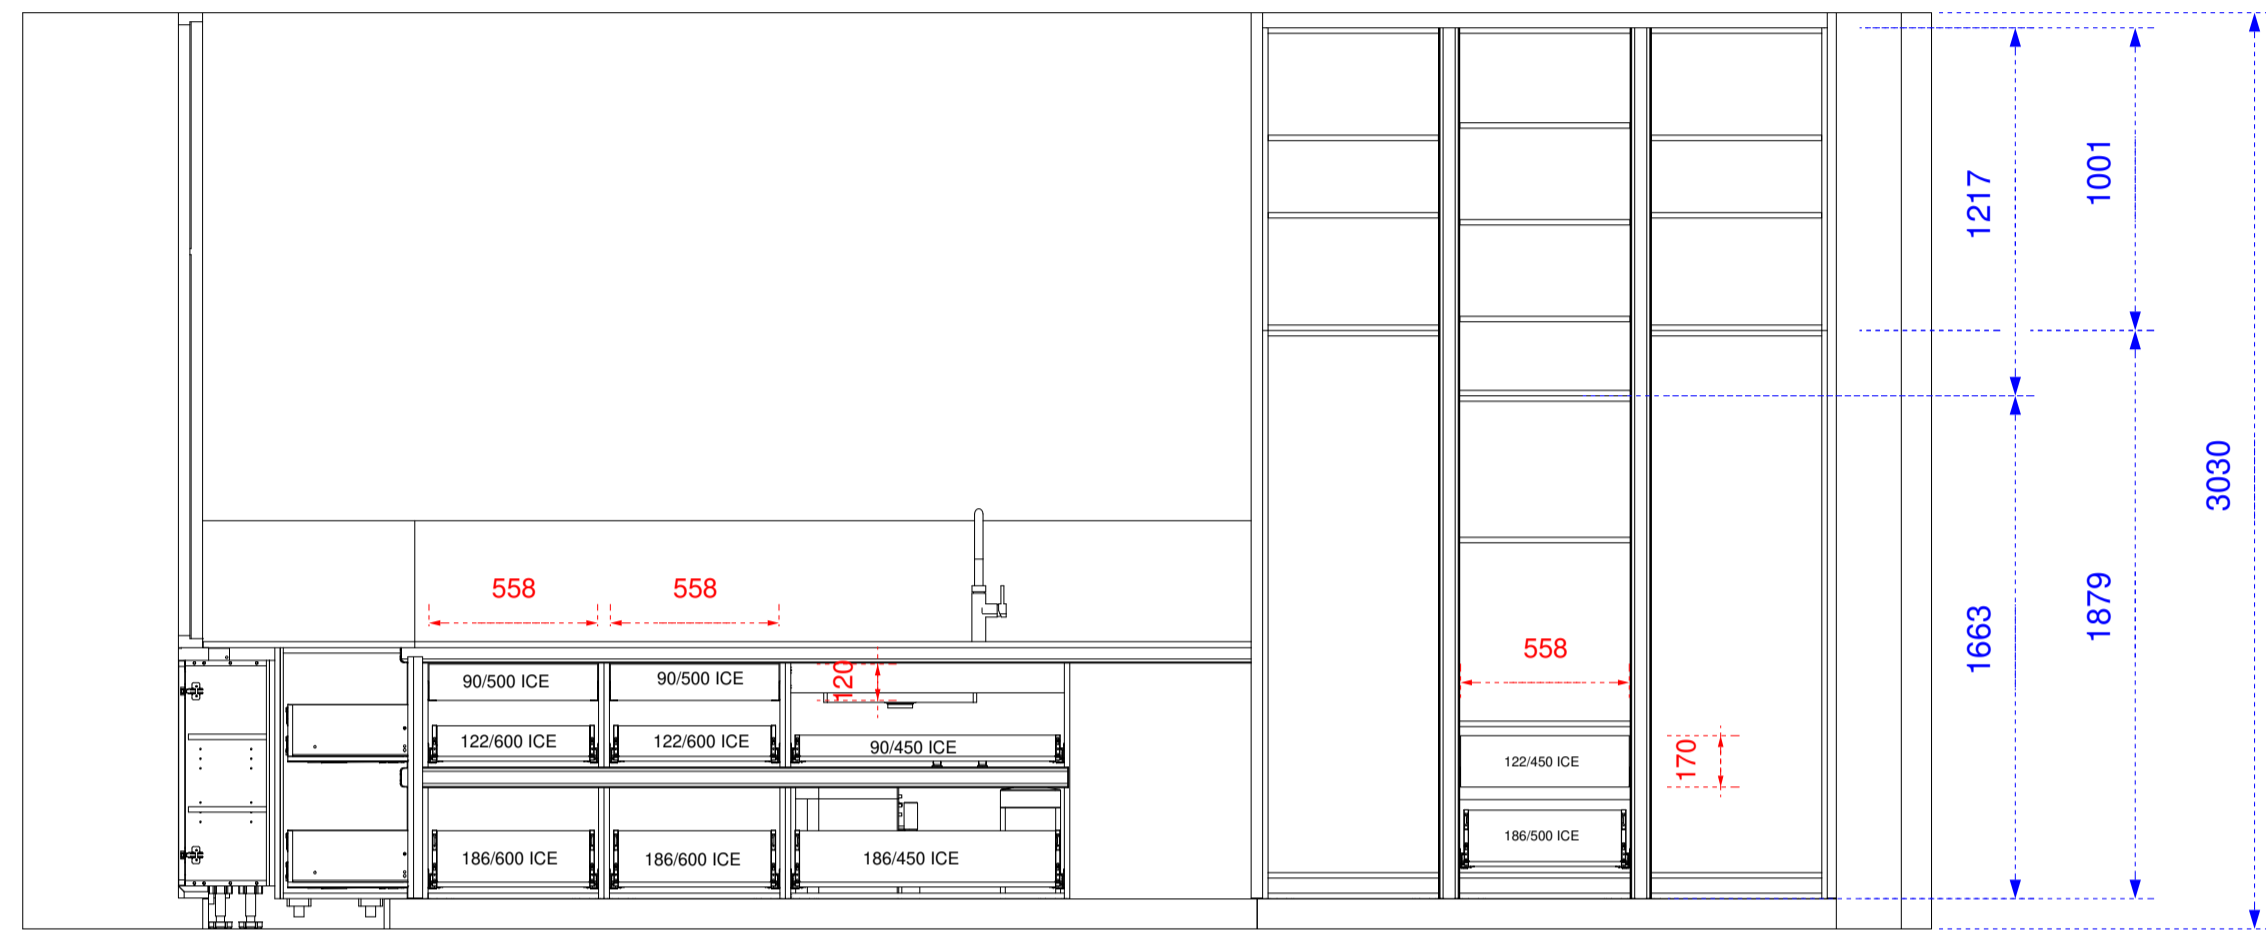 1217
1001
3030
558
558
1663
1879
558
120
90/500 ICE
90/500 ICE
122/600 ICE
122/600 ICE
90/450 ICE
170
122/450 ICE
186/600 ICE
186/600 ICE
186/450 ICE
186/500 ICE